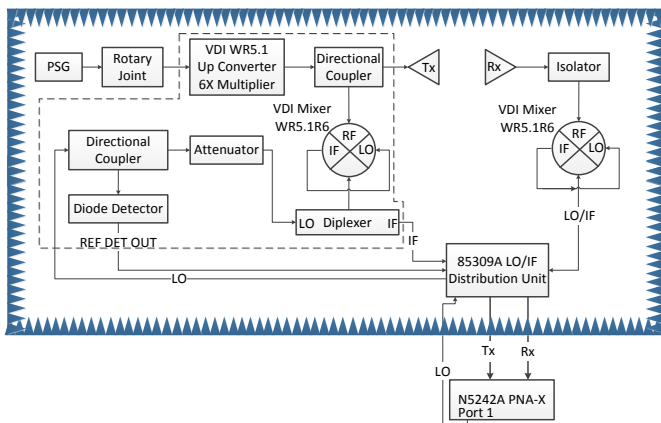 PSG
Rotary
Joint
VDI WR5.1
Up Converter
6X Multiplier
Directional
Coupler
Tx
Rx
Isolator
VDI Mixer
WR5.1R6
RF
IF
LO
VDI Mixer
WR5.1R6
RF
IF
LO
Directional
Coupler
Attenuator
Diode Detector
LO
Diplexer
IF
IF
LO/IF
REF DET OUT
LO
85309A LO/IF
Distribution Unit
Tx
Rx
LO
N5242A PNA-X
Port 1